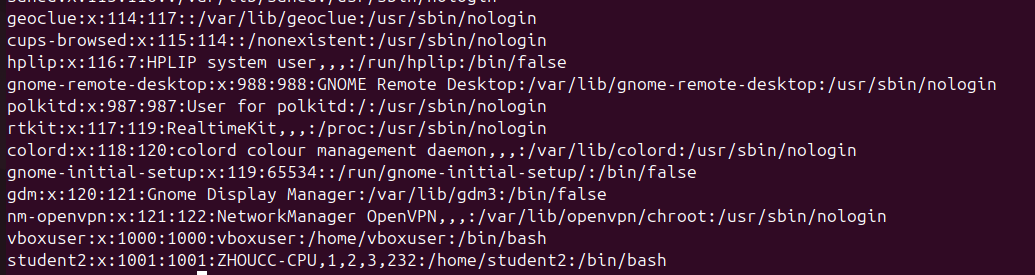 geoclue:x:114:117::/var/lib/geoclue:/usr/sbin/nologin
cups-browsed:x:115:114::/nonexistent:/usr/sbin/nologin
hplip:x:116:7:HPLIP system user,,,:/run/hplip:/bin/false
gnome-remote-desktop:x:988:988:GNOME Remote Desktop:/var/lib/gnome-remote-desktop:/usr/sbin/nologin
polkitd:x:987:987:User for polkitd:/:/usr/sbin/nologin
rtkit:x:117:119:RealtimeKit,,,:/proc:/usr/sbin/nologin
colord:x:118:120:colord colour management daemon,,,:/var/lib/colord:/usr/sbin/nologin
gnome-initial-setup:x:119:65534::/run/gnome-initial-setup/:/bin/false
gdm:x:120:121:Gnome Display Manager:/var/lib/gdm3:/bin/false
nm-openvpn:x:121:122:NetworkManager OpenVPN,,,:/var/lib/openvpn/chroot:/usr/sbin/nologin
vboxuser:x:1000:1000:vboxuser:/home/vboxuser:/bin/bash
student2:x:1001:1001:ZHOUCC-CPU,1,2,3,232:/home/student2:/bin/bash